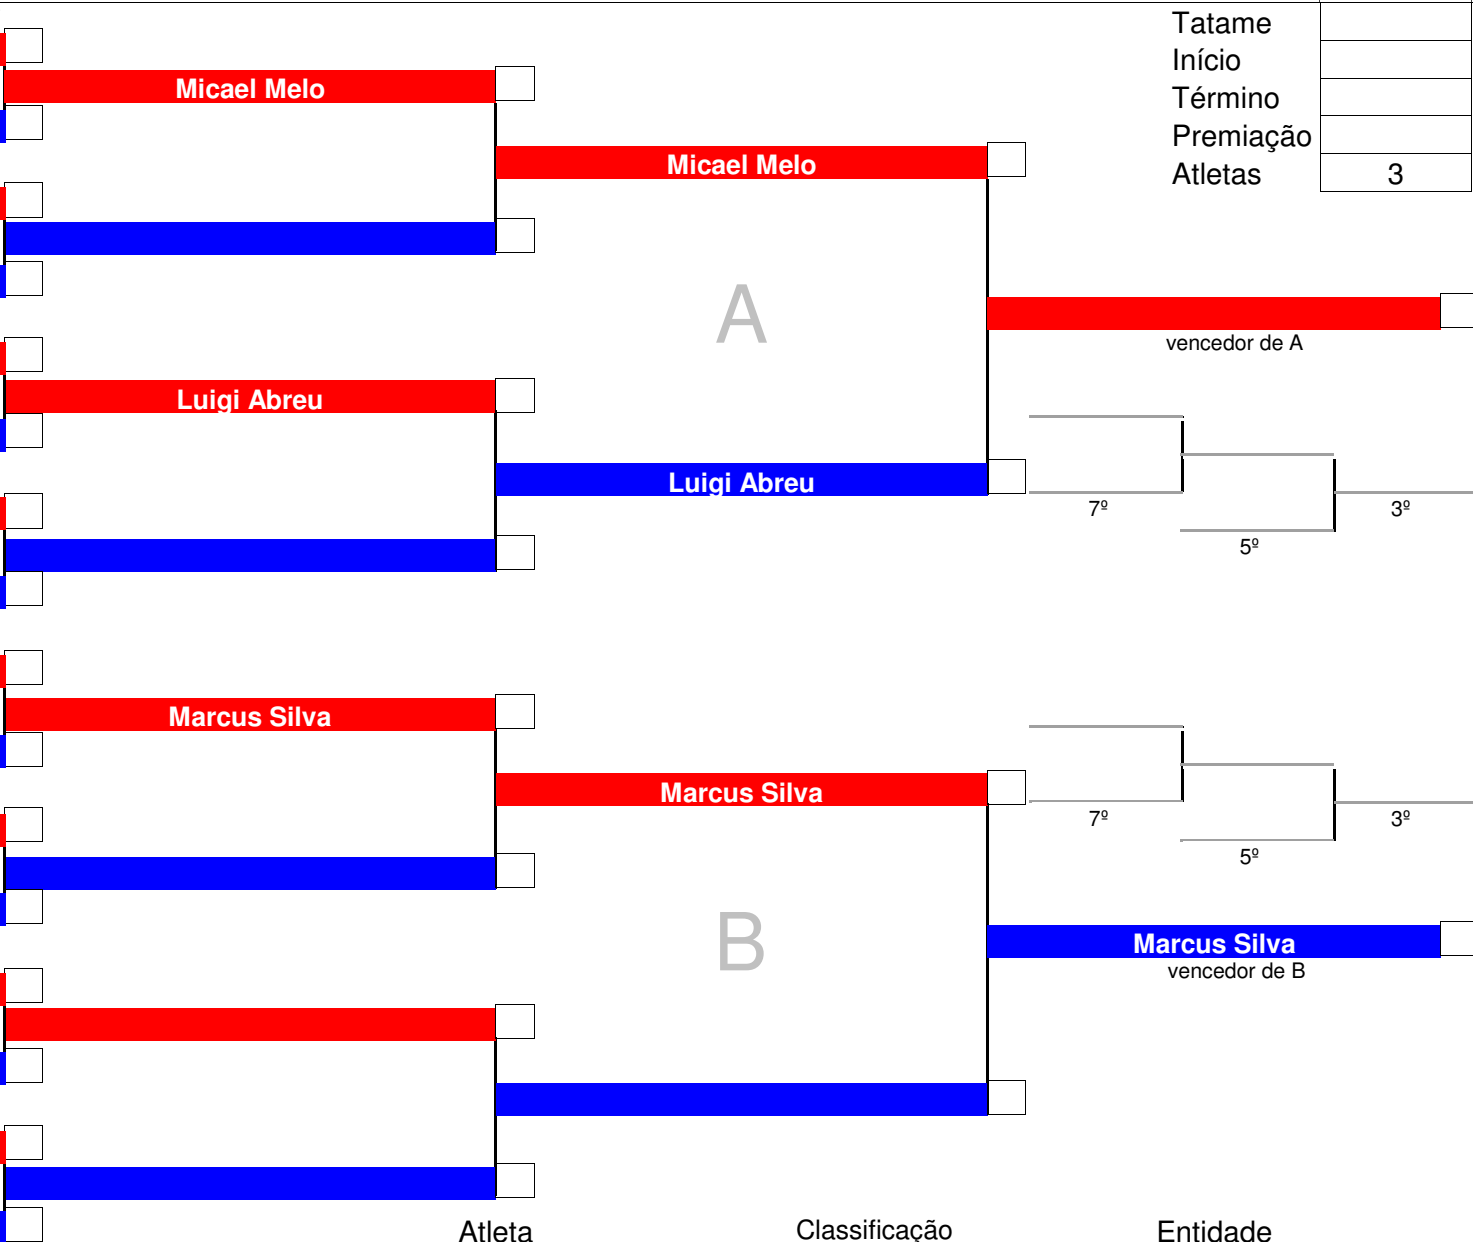 Tatame
Início
Término
Premiação
Atletas 3
Micael Melo
Micael Melo
A
vencedor de A
Luigi Abreu
Luigi Abreu
7º
3º
5º
Marcus Silva
Marcus Silva
7º
3º
5º
B
Marcus Silva
vencedor de B
Atleta Classificação Entidade